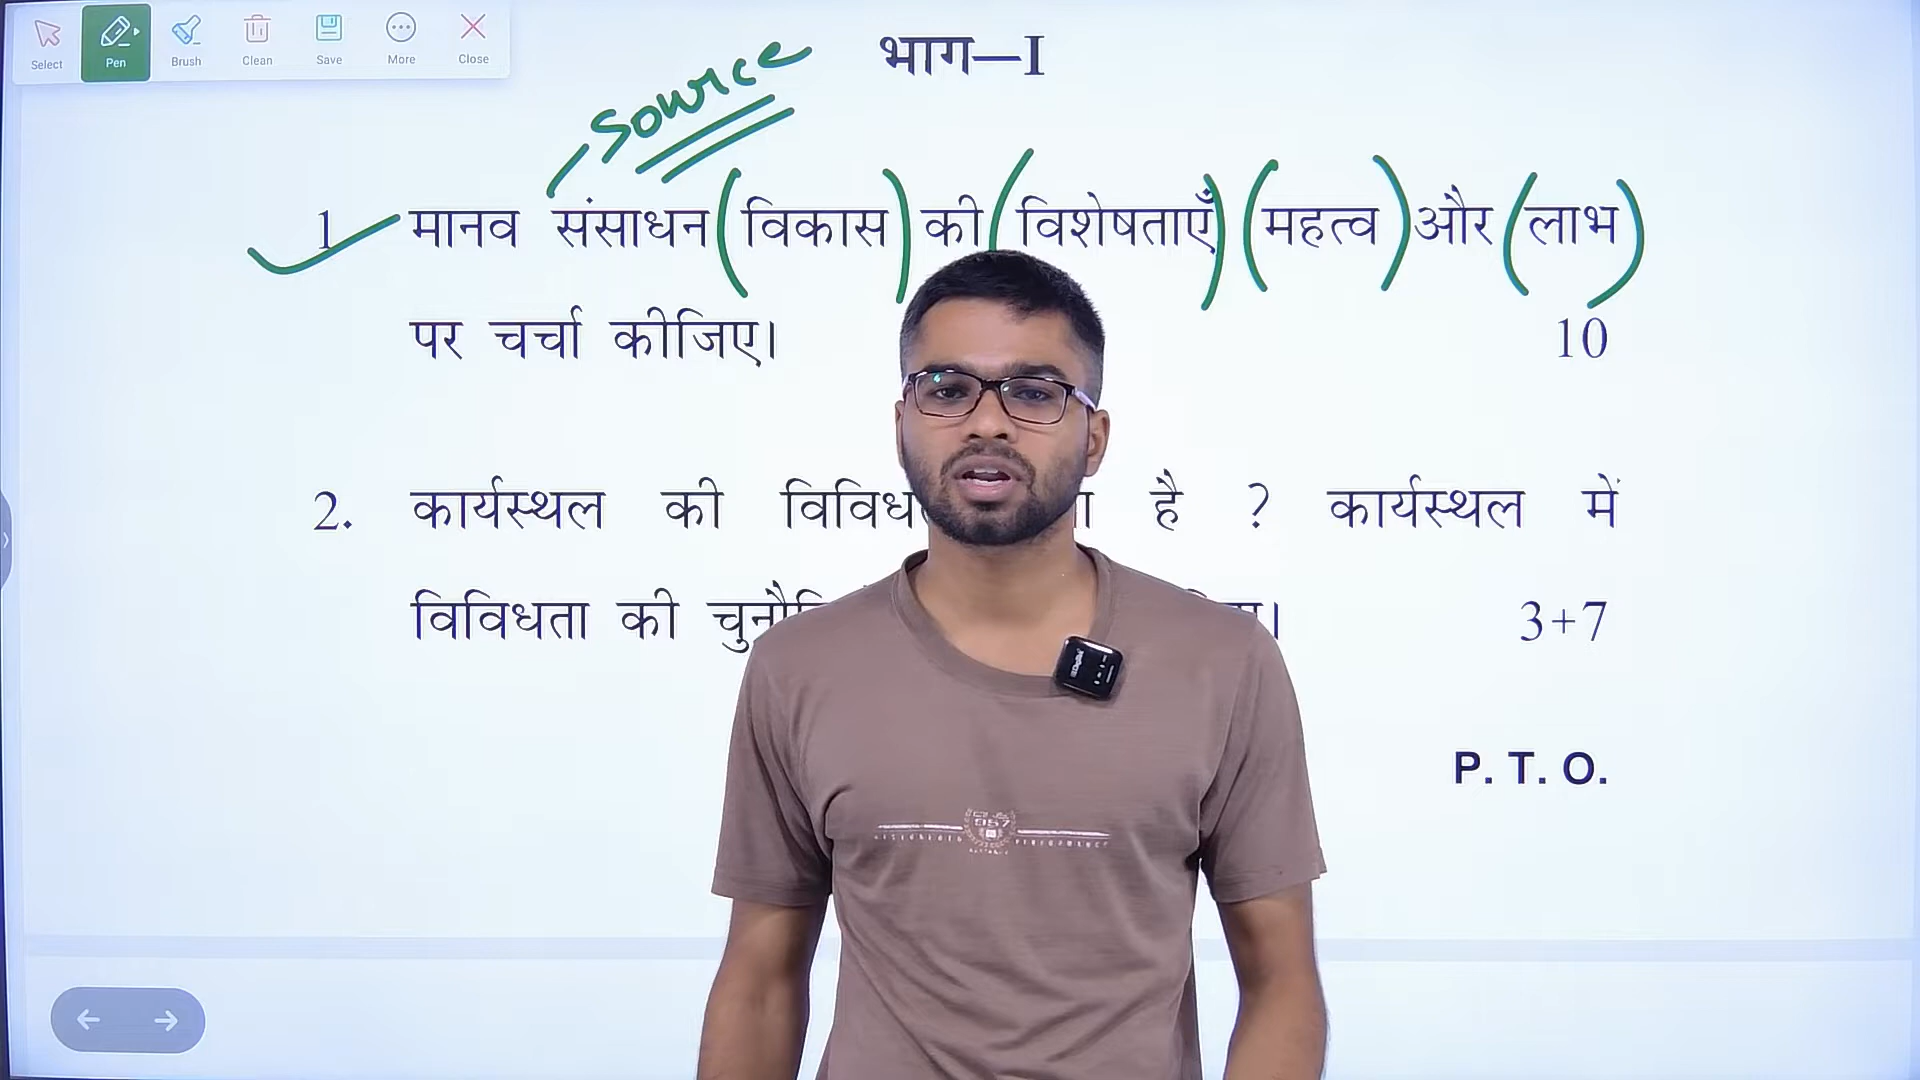 Select Pen Brush Clean Save More Close
भाग—I
Source
1 मानव संसाधन (विकास) की (विशेषताएँ) (महत्व) और (लाभ)
पर चर्चा कीजिए। 10
2. कार्यस्थल की है ? कार्यस्थल में
विविधता की 3+7
P. T. O.
957